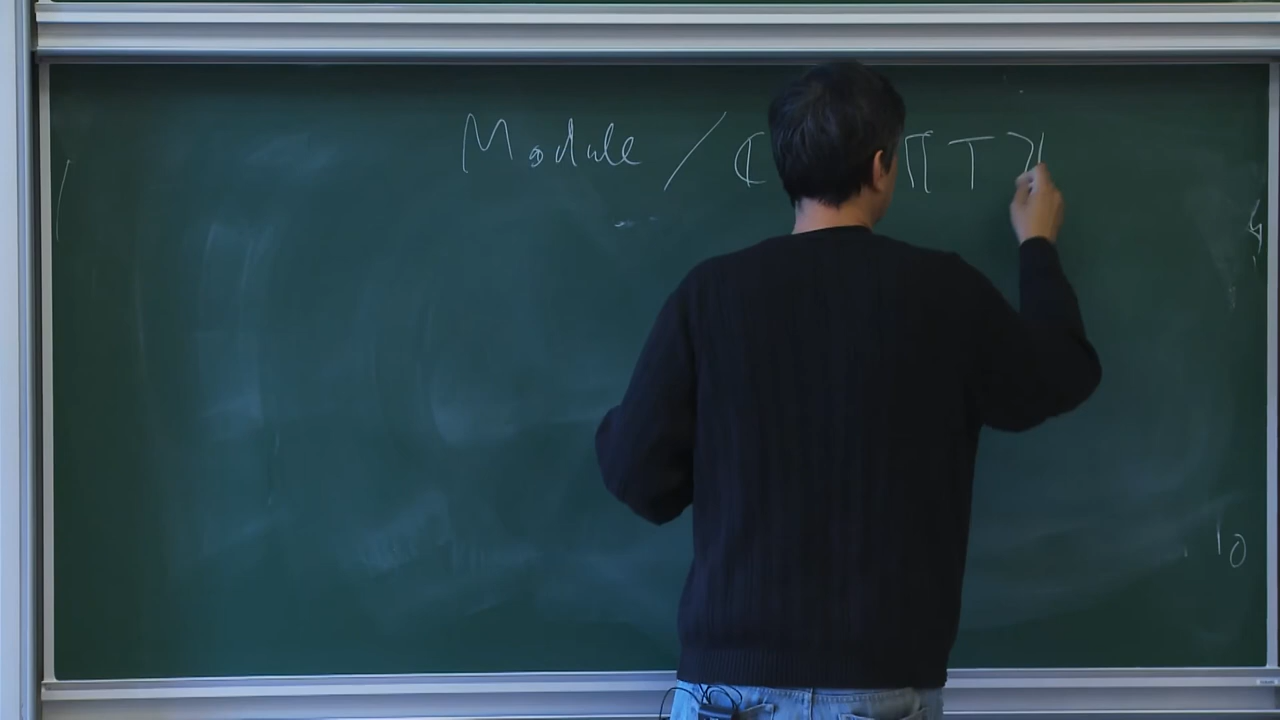 Module / ℂ ⟦T⟧